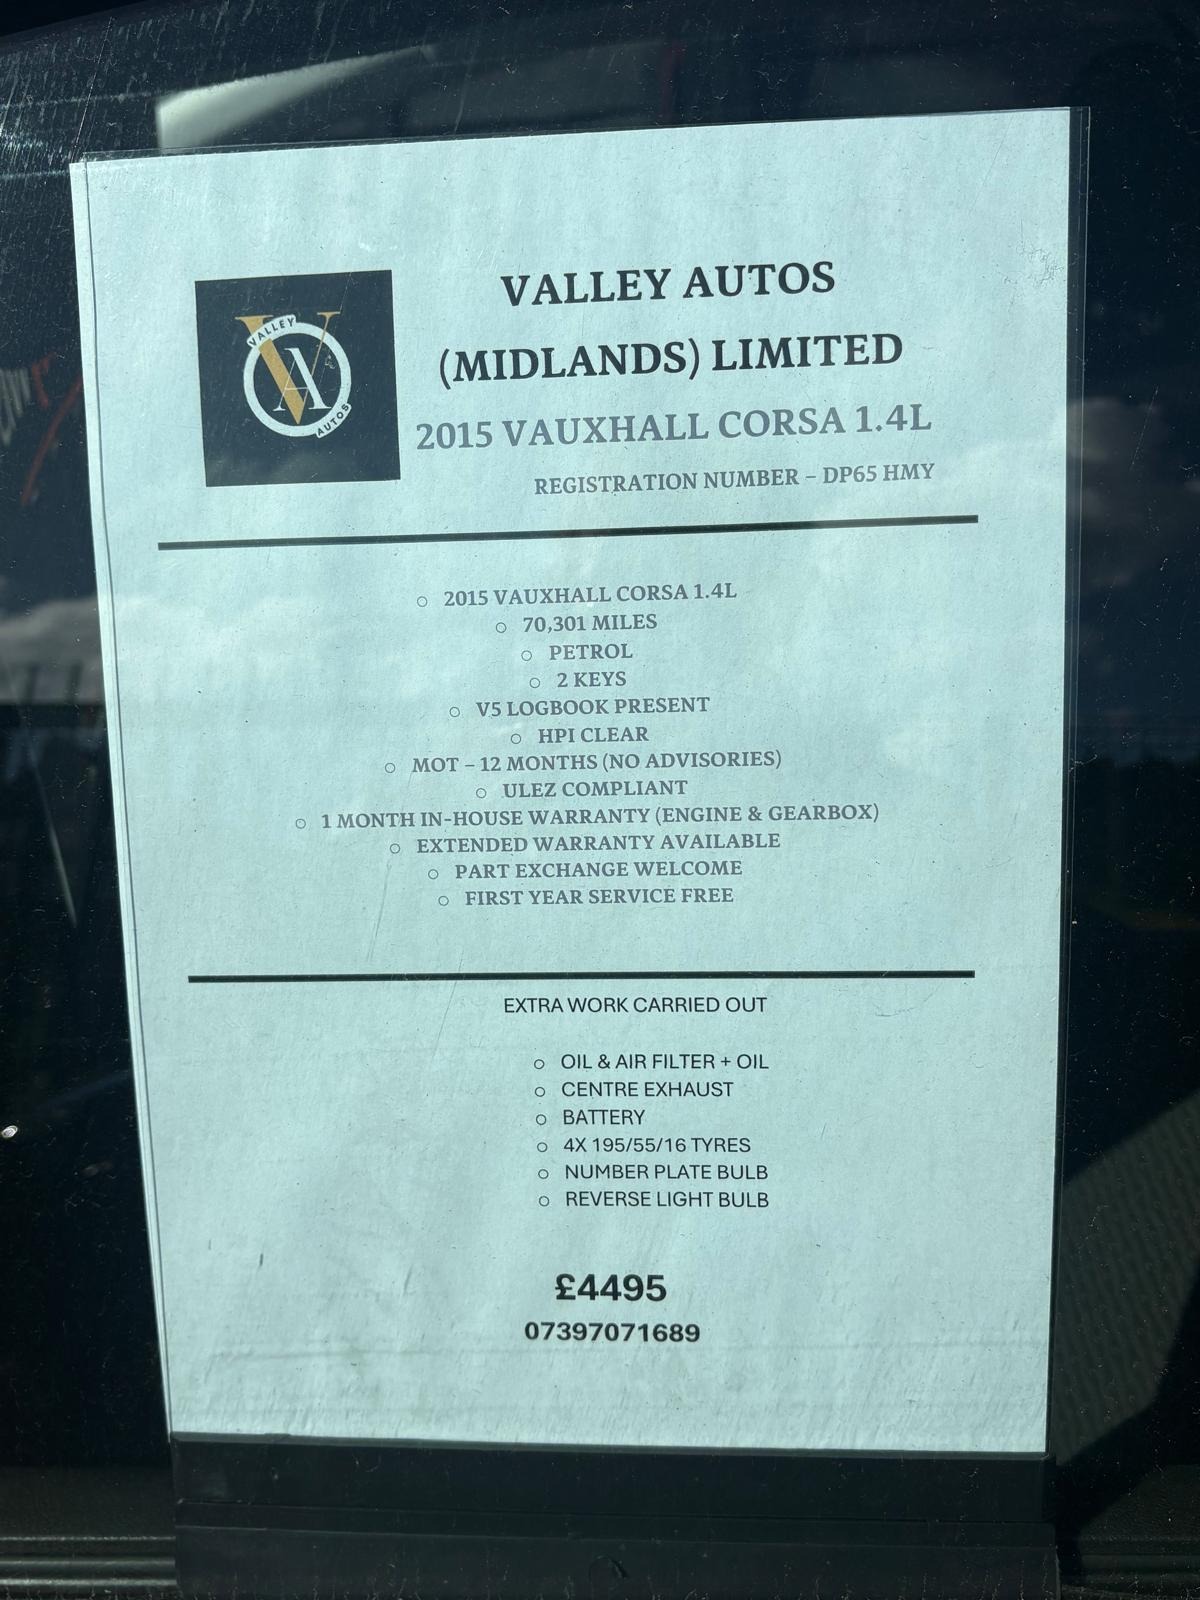 VALLEY AUTOS
(MIDLANDS) LIMITED
VALLEY
VA
AUTOS
2015 VAUXHALL CORSA 1.4L
REGISTRATION NUMBER – DP65 HMY
○ 2015 VAUXHALL CORSA 1.4L
○ 70,301 MILES
○ PETROL
○ 2 KEYS
○ V5 LOGBOOK PRESENT
○ HPI CLEAR
○ MOT – 12 MONTHS (NO ADVISORIES)
○ ULEZ COMPLIANT
○ 1 MONTH IN-HOUSE WARRANTY (ENGINE & GEARBOX)
○ EXTENDED WARRANTY AVAILABLE
○ PART EXCHANGE WELCOME
○ FIRST YEAR SERVICE FREE
EXTRA WORK CARRIED OUT
○ OIL & AIR FILTER + OIL
○ CENTRE EXHAUST
○ BATTERY
○ 4X 195/55/16 TYRES
○ NUMBER PLATE BULB
○ REVERSE LIGHT BULB
£4495
07397071689